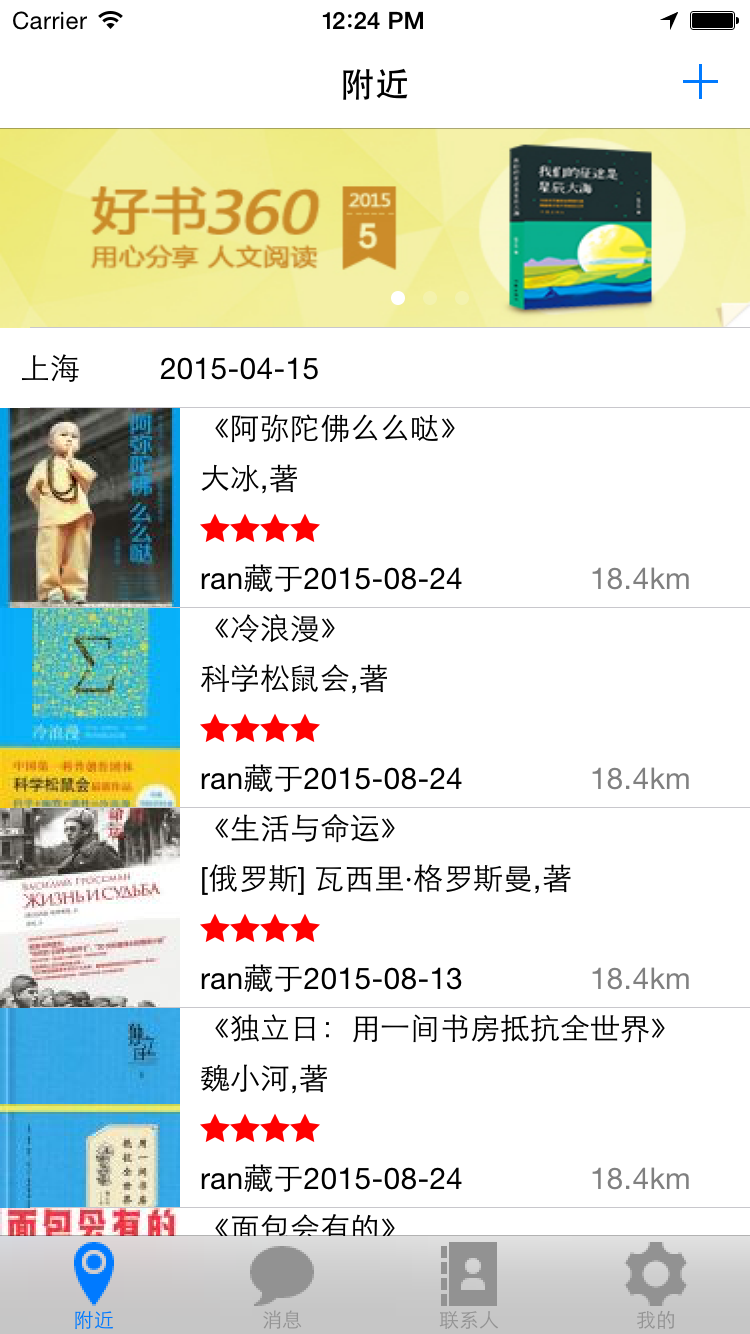 Carrier 12:24 PM
附近
好书360
用心分享 人文阅读
2015
5
我们的征途是
星辰大海
上海 2015-04-15
阿弥陀佛 么么哒
《阿弥陀佛么么哒》
大冰,著
ran藏于2015-08-24 18.4km
冷浪漫
科学松鼠会
《冷浪漫》
科学松鼠会,著
ran藏于2015-08-24 18.4km
ВАСИЛИЙ ГРОССМАН
ЖИЗНЬ И СУДЬБА
《生活与命运》
[俄罗斯] 瓦西里·格罗斯曼,著
ran藏于2015-08-13 18.4km
独立日
用一间书房
抵抗全世界
《独立日：用一间书房抵抗全世界》
魏小河,著
ran藏于2015-08-24 18.4km
面包会有的
《面包会有的》
附近 消息 联系人 我的